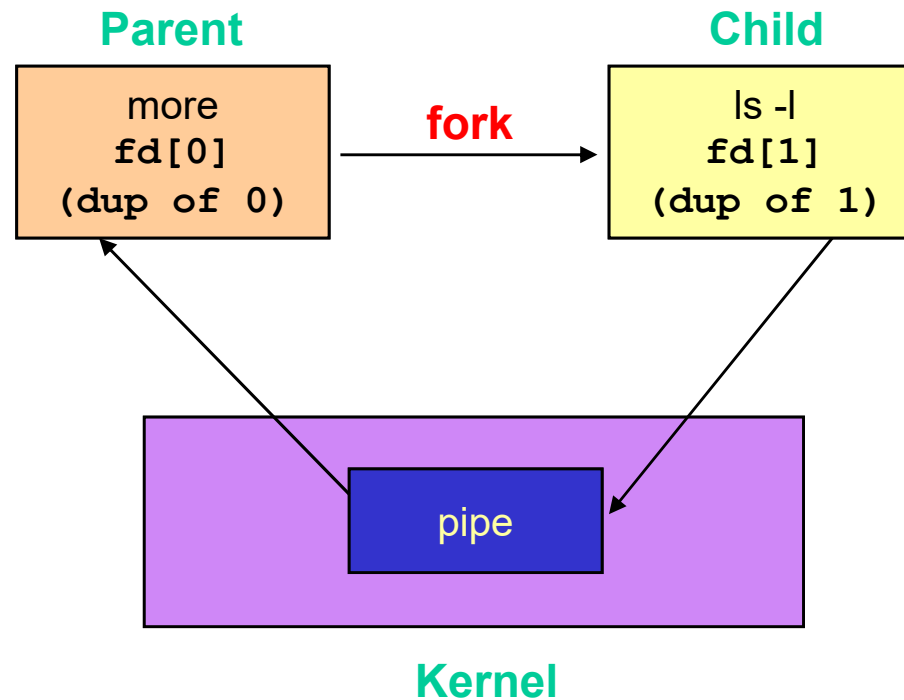 Parent
Child
more
fd[0]
(dup of 0)
fork
ls -l
fd[1]
(dup of 1)
pipe
Kernel